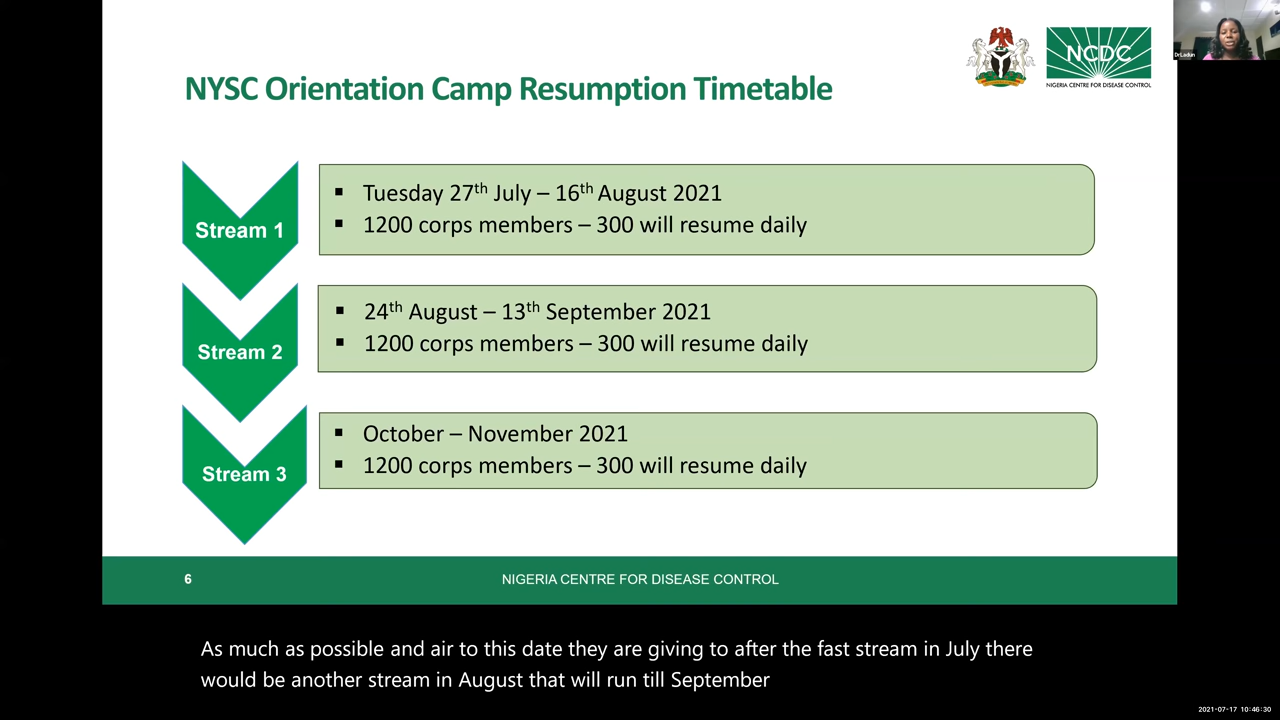 NCDC
NIGERIA CENTRE FOR DISEASE CONTROL
Dr Ladun
NYSC Orientation Camp Resumption Timetable
Stream 1
▪ Tuesday 27th July – 16th August 2021
▪ 1200 corps members – 300 will resume daily
Stream 2
▪ 24th August – 13th September 2021
▪ 1200 corps members – 300 will resume daily
Stream 3
▪ October – November 2021
▪ 1200 corps members – 300 will resume daily
6
NIGERIA CENTRE FOR DISEASE CONTROL
As much as possible and air to this date they are giving to after the fast stream in July there
would be another stream in August that will run till September
2021-07-17 10:46:30